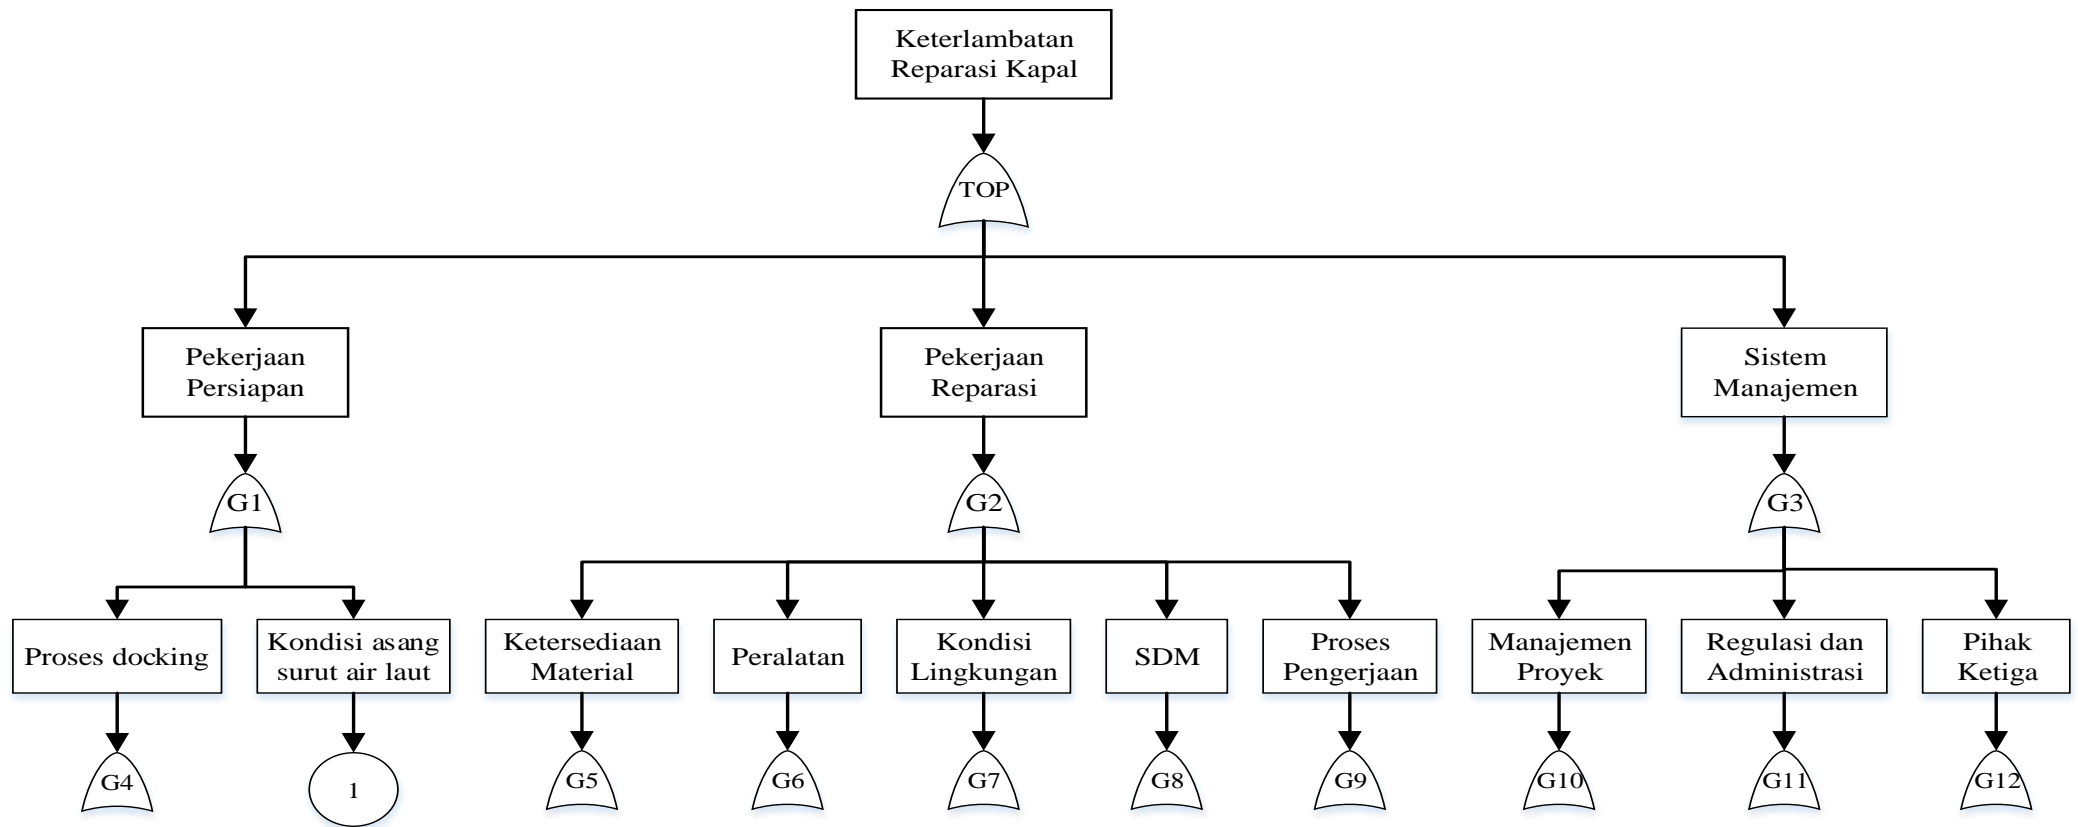 Keterlambatan
Reparasi Kapal
TOP
Pekerjaan
Persiapan
Pekerjaan
Reparasi
Sistem
Manajemen
G1
G2
G3
Proses docking
Kondisi asang
surut air laut
Ketersediaan
Material
Peralatan
Kondisi
Lingkungan
SDM
Proses
Pengerjaan
Manajemen
Proyek
Regulasi dan
Administrasi
Pihak
Ketiga
G4
1
G5
G6
G7
G8
G9
G10
G11
G12